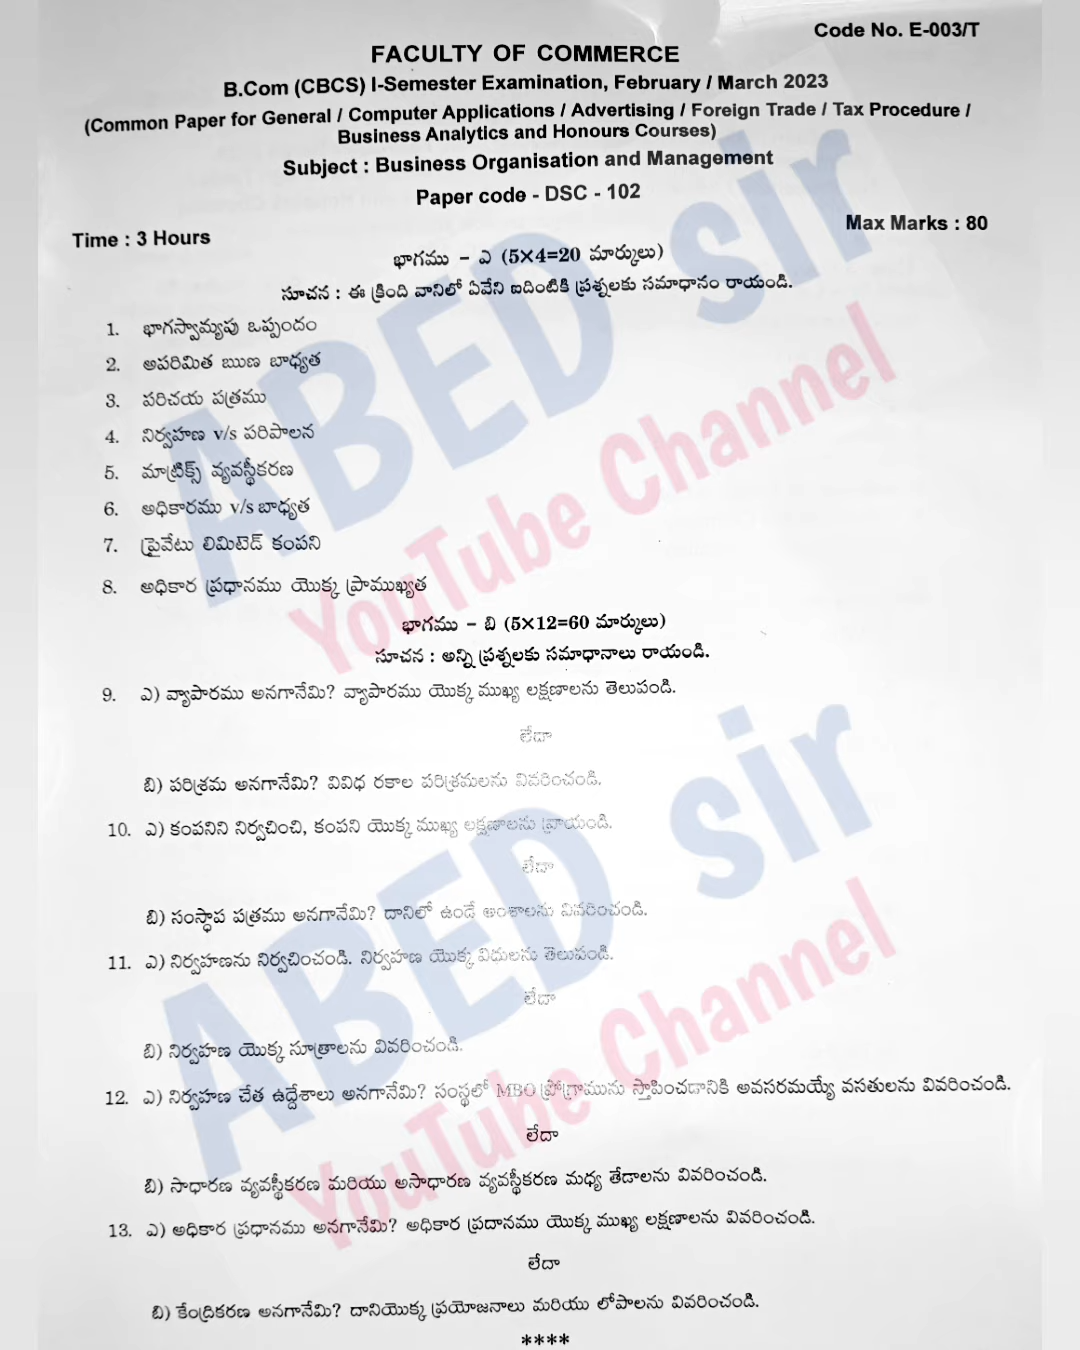 Code No. E-003/T
FACULTY OF COMMERCE
B.Com (CBCS) I-Semester Examination, February / March 2023
(Common Paper for General / Computer Applications / Advertising / Foreign Trade / Tax Procedure /
Business Analytics and Honours Courses)
Subject : Business Organisation and Management
Paper code - DSC - 102
Time : 3 Hours
Max Marks : 80
భాగము - ఎ (5×4=20 మార్కులు)
సూచన : ఈ క్రింది వానిలో ఏవేని ఐదింటికి ప్రశ్నలకు సమాధానం రాయండి.
1. భాగస్వామ్యపు ఒప్పందం
2. అపరిమిత ఋణ బాధ్యత
3. పరిచయ పత్రము
4. నిర్వహణ v/s పరిపాలన
5. మాట్రిక్స్ వ్యవస్థీకరణ
6. అధికారము v/s బాధ్యత
7. ప్రైవేటు లిమిటెడ్ కంపని
8. అధికార ప్రధానము యొక్క ప్రాముఖ్యత
భాగము - బి (5×12=60 మార్కులు)
సూచన : అన్ని ప్రశ్నలకు సమాధానాలు రాయండి.
9. ఎ) వ్యాపారము అనగానేమి? వ్యాపారము యొక్క ముఖ్య లక్షణాలను తెలుపండి.
లేదా
బి) పరిశ్రమ అనగానేమి? వివిధ రకాల పరిశ్రమలను వివరించండి.
10. ఎ) కంపనిని నిర్వచించి, కంపని యొక్క ముఖ్య లక్షణాలను వ్రాయండి.
లేదా
బి) సంస్థాప పత్రము అనగానేమి? దానిలో ఉండే అంశాలను వివరించండి.
11. ఎ) నిర్వహణను నిర్వచించండి. నిర్వహణ యొక్క విధులను తెలుపండి.
లేదా
బి) నిర్వహణ యొక్క సూత్రాలను వివరించండి.
12. ఎ) నిర్వహణ చేత ఉద్దేశాలు అనగానేమి? సంస్థలో MBO ప్రోగ్రామును స్థాపించడానికి అవసరమయ్యే వసతులను వివరించండి.
లేదా
బి) సాధారణ వ్యవస్థీకరణ మరియు అసాధారణ వ్యవస్థీకరణ మధ్య తేడాలను వివరించండి.
13. ఎ) అధికార ప్రధానము అనగానేమి? అధికార ప్రదానము యొక్క ముఖ్య లక్షణాలను వివరించండి.
లేదా
బి) కేంద్రికరణ అనగానేమి? దానియొక్క ప్రయోజనాలు మరియు లోపాలను వివరించండి.
****
ABED sir
YouTube Channel
ABED sir
YouTube Channel